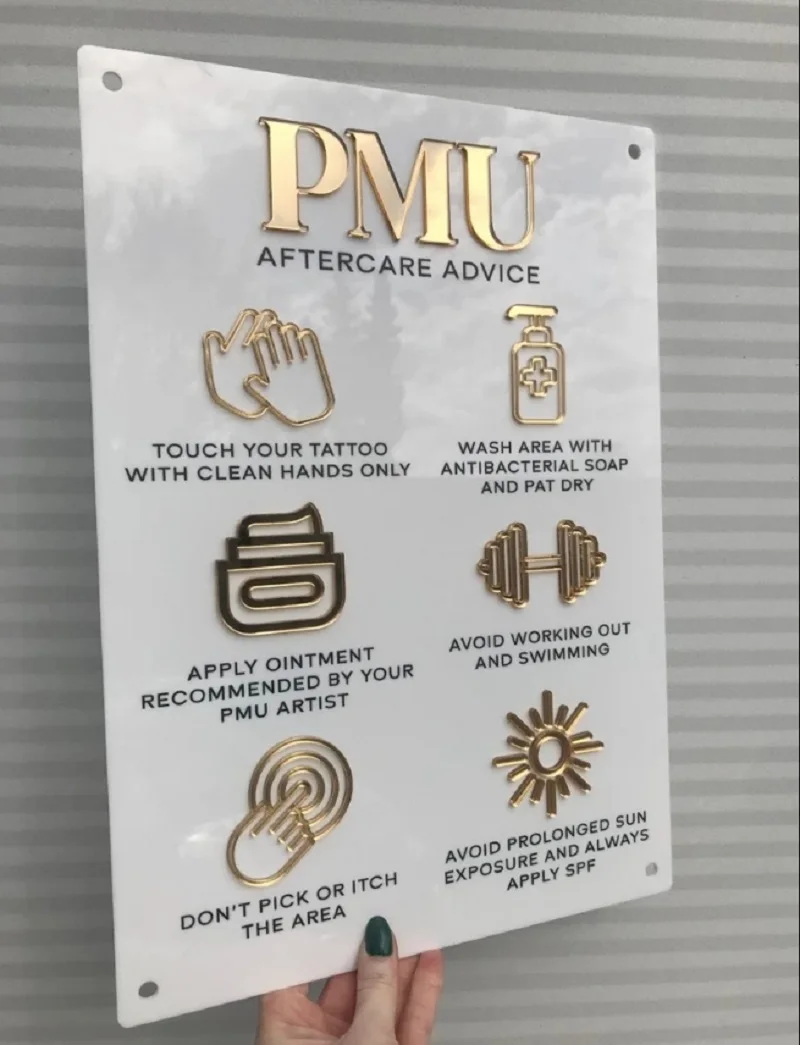 PMU
AFTERCARE ADVICE
TOUCH YOUR TATTOO
WITH CLEAN HANDS ONLY
WASH AREA WITH
ANTIBACTERIAL SOAP
AND PAT DRY
APPLY OINTMENT
RECOMMENDED BY YOUR
PMU ARTIST
AVOID WORKING OUT
AND SWIMMING
DON'T PICK OR ITCH
THE AREA
AVOID PROLONGED SUN
EXPOSURE AND ALWAYS
APPLY SPF